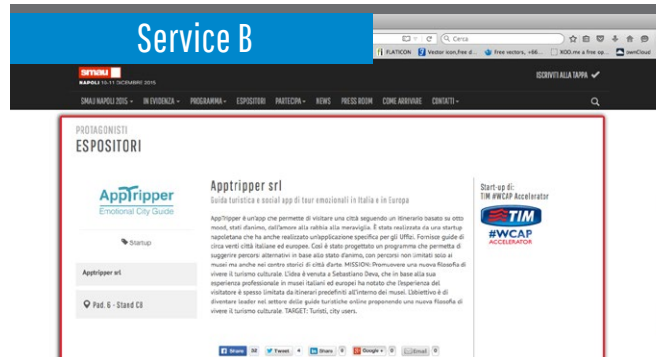 Service B
Cerca
FLATICON Vector icon,free d... free vectors, +66... XOO.me a free op... ownCloud
smau
NAPOLI 10-11 DICEMBRE 2015
ISCRIVITI ALLA TAPPA
SMAU NAPOLI 2015 IN EVIDENZA PROGRAMMA ESPOSITORI PARTECIPA NEWS PRESS ROOM COME ARRIVARE CONTATTI
PROTAGONISTI
ESPOSITORI
AppTripper
Emotional City Guide
Startup
Apptripper srl
Pad. 6 - Stand C8
Apptripper srl
Guida turistica e social app di tour emozionali in Italia e in Europa
AppTripper è un'app che permette di visitare una città seguendo un itinerario basato su otto
mood, stati d'animo, dall'amore alla rabbia alla meraviglia. È stata realizzata da una startup
napoletana che ha anche realizzato un'applicazione specifica per gli Uffizi. Fornisce guide di
circa venti città italiane ed europee. Così è stato progettato un programma che permetta di
suggerire percorsi alternativi in base allo stato d'animo, con percorsi non limitati solo ai
musei ma anche nei centri storici di città d'arte. MISSION: Promuovere una nuova filosofia di
vivere il turismo culturale. L'idea è venuta a Sebastiano Deva, che in base alla sua
esperienza professionale in musei italiani ed europei ha notato che l'esperienza del
visitatore è spesso limitata da itinerari predefiniti all'interno dei musei. L'obiettivo è di
diventare leader nel settore delle guide turistiche online proponendo una nuova filosofia di
vivere il turismo culturale. TARGET: Turisti, city users.
Share 52 Tweet 4 Share 0 Google + 0 Email 0
Start-up di:
TIM #WCAP Accelerator
TIM
#WCAP
ACCELERATOR